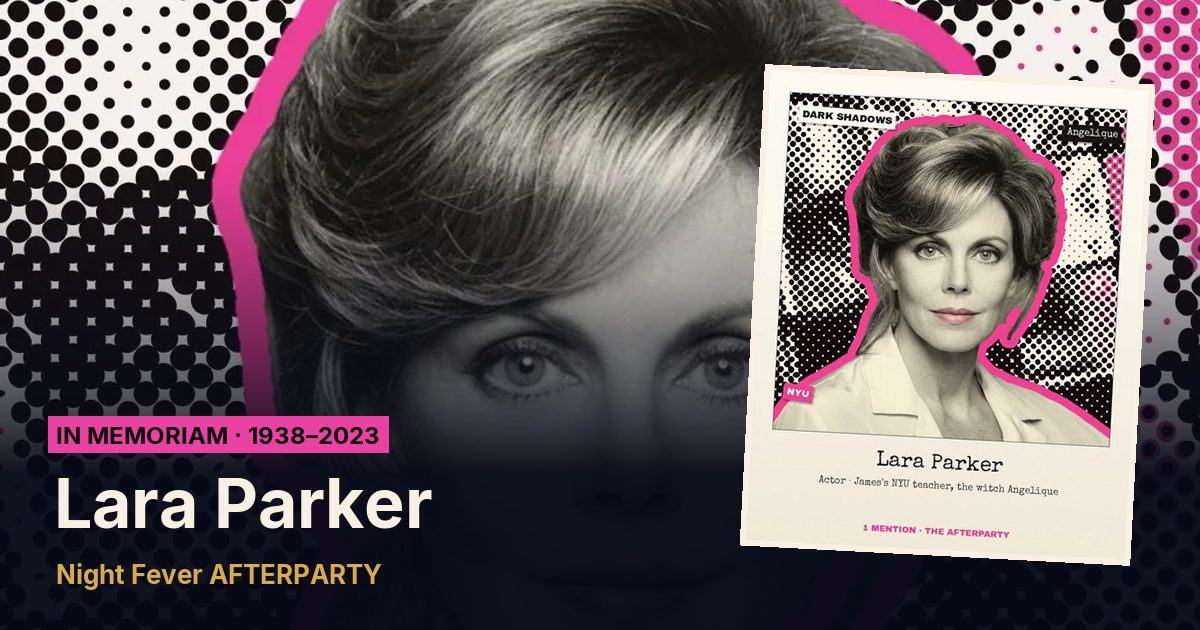 IN MEMORIAM · 1938–2023
Lara Parker
Night Fever AFTERPARTY
DARK SHADOWS
Angelique
NYU
Lara Parker
Actor · James's NYU teacher, the witch Angelique
1 MENTION · THE AFTERPARTY